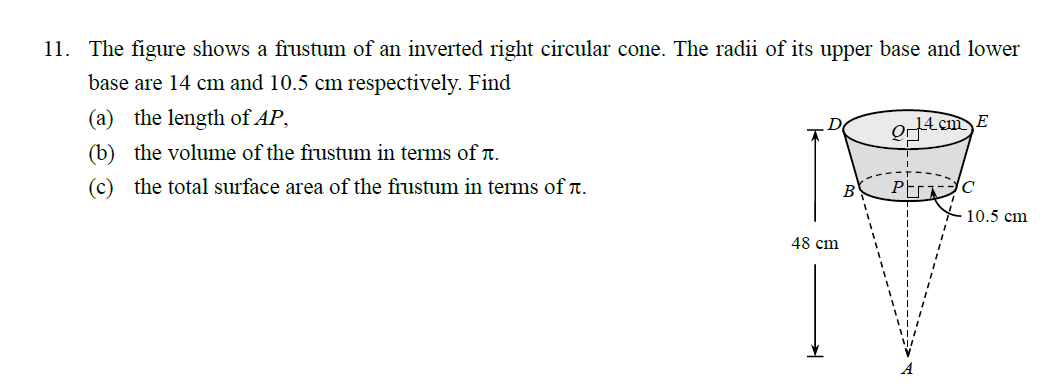 11. The figure shows a frustum of an inverted right circular cone. The radii of its upper base and lower
base are 14 cm and 10.5 cm respectively. Find
(a) the length of AP,
(b) the volume of the frustum in terms of π.
(c) the total surface area of the frustum in terms of π.
D
Q
14 cm
E
B
P
C
10.5 cm
48 cm
A